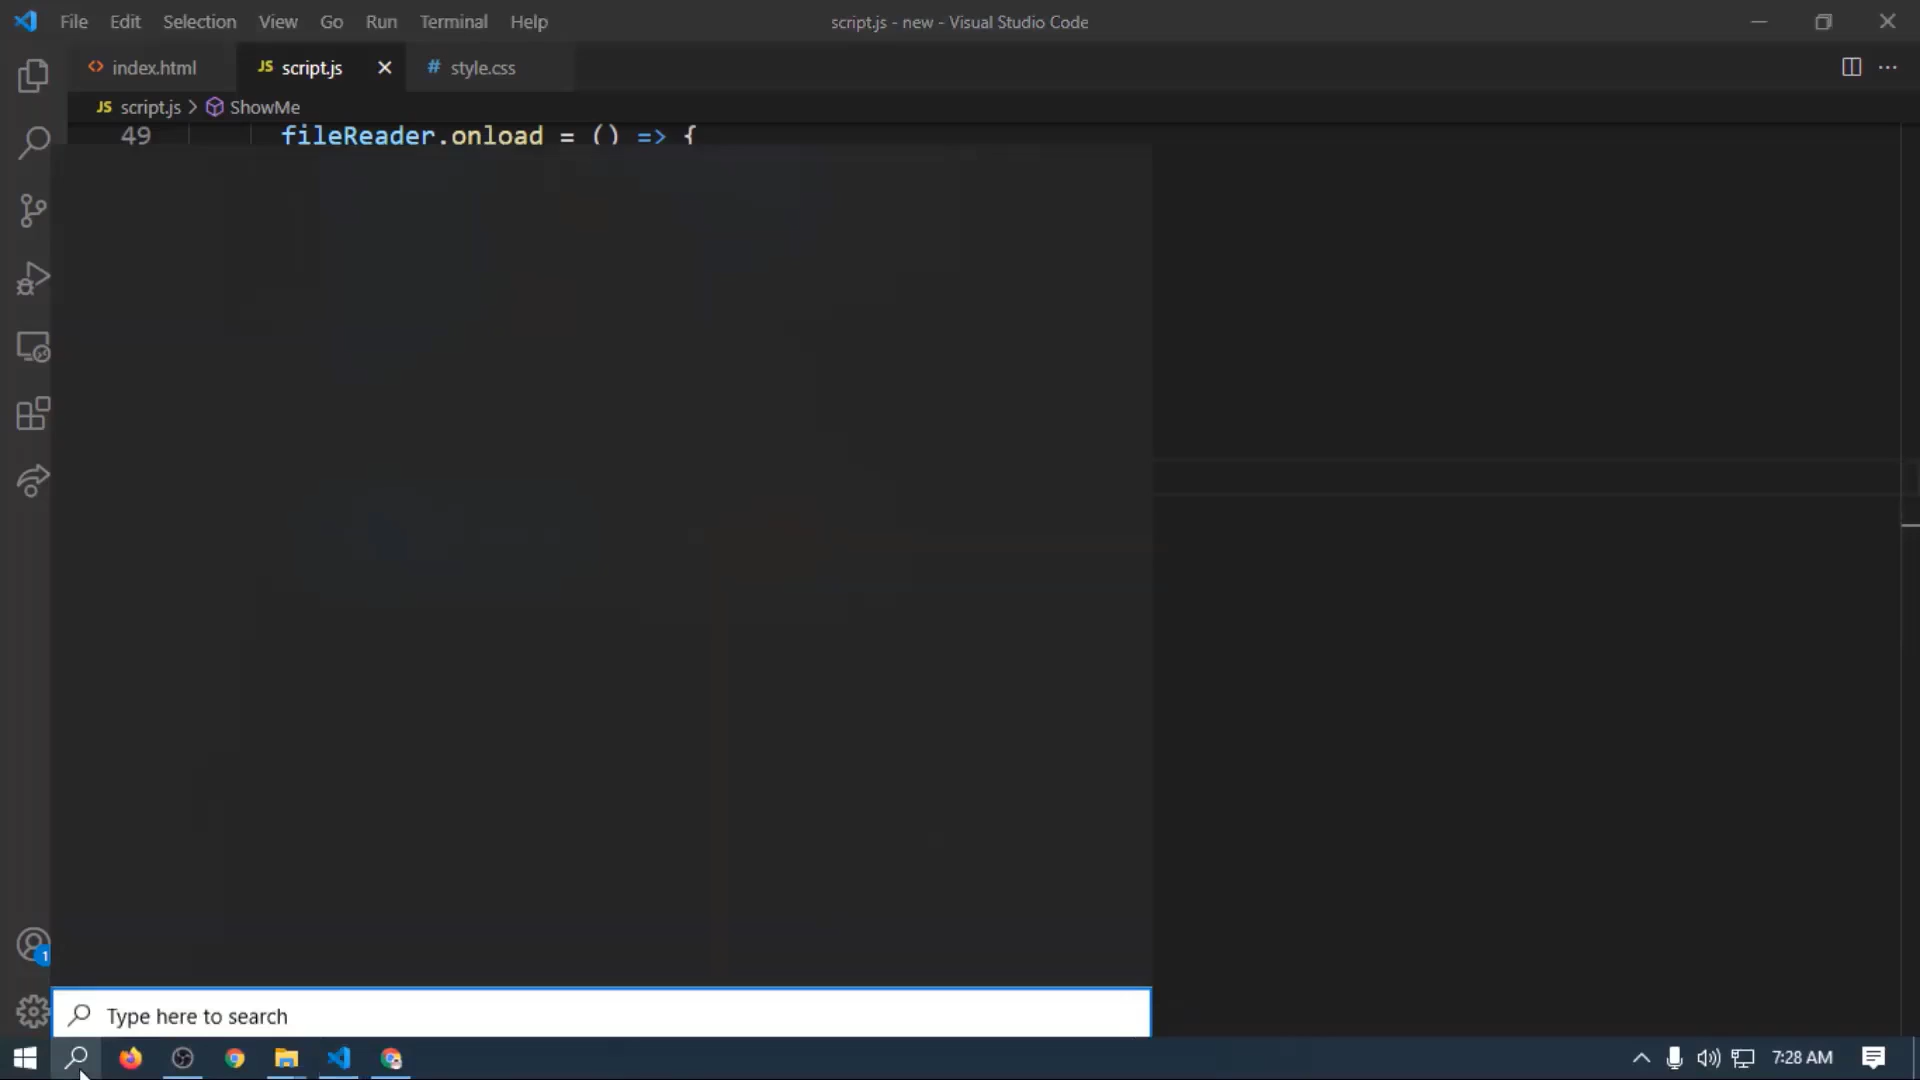 File Edit Selection View Go Run Terminal Help script.js - new - Visual Studio Code
<> index.html JS script.js # style.css
JS script.js > ShowMe
49 fileReader.onload = () => {
1
Type here to search
7:28 AM